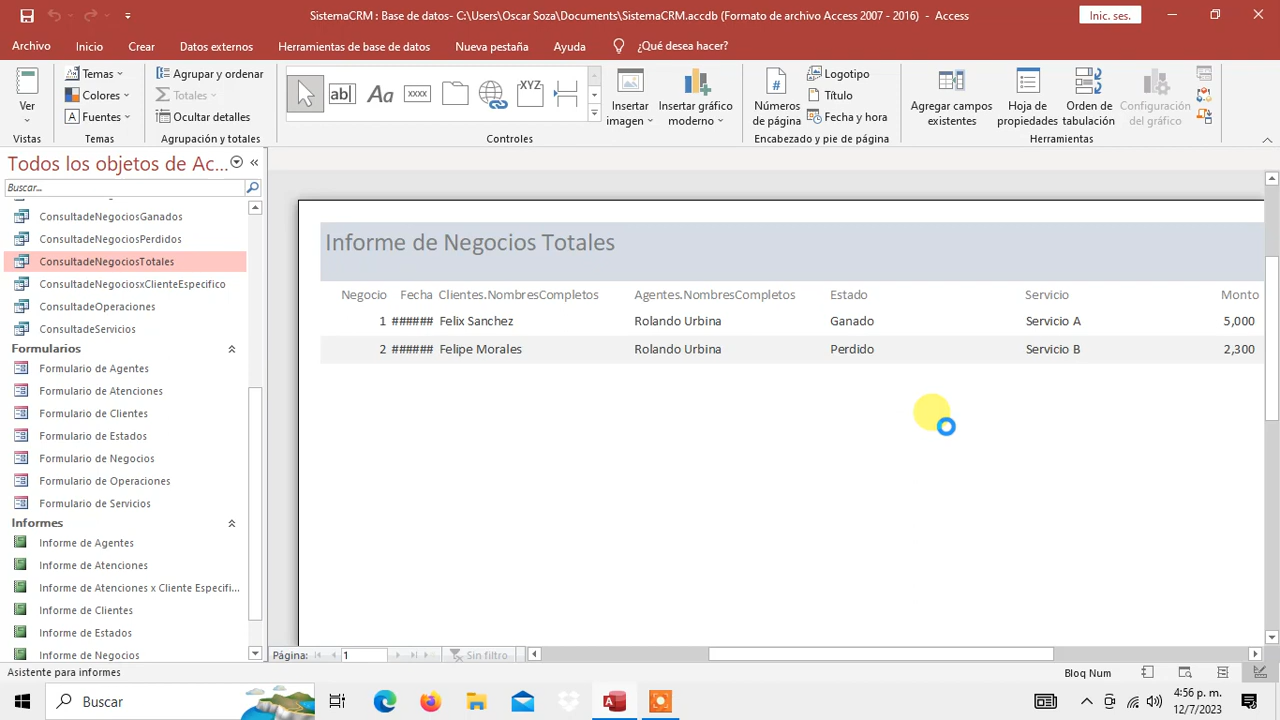 SistemaCRM : Base de datos- C:\Users\Oscar Soza\Documents\SistemaCRM.accdb (Formato de archivo Access 2007 - 2016) - Access
Inic. ses.
Archivo Inicio Crear Datos externos Herramientas de base de datos Nueva pestaña Ayuda ¿Qué desea hacer?
Ver
Temas
Colores
Fuentes
Agrupar y ordenar
Totales
Ocultar detalles
ab|
Aa
xxxx
XYZ
Insertar imagen
Insertar gráfico moderno
Números de página
Logotipo
Título
Fecha y hora
Agregar campos existentes
Hoja de propiedades
Orden de tabulación
Configuración del gráfico
Vistas Temas Agrupación y totales Controles Encabezado y pie de página Herramientas
Todos los objetos de Ac...
Buscar...
ConsultadeNegociosGanados
ConsultadeNegociosPerdidos
ConsultadeNegociosTotales
ConsultadeNegociosxClienteEspecifico
ConsultadeOperaciones
ConsultadeServicios
Formularios
Formulario de Agentes
Formulario de Atenciones
Formulario de Clientes
Formulario de Estados
Formulario de Negocios
Formulario de Operaciones
Formulario de Servicios
Informes
Informe de Agentes
Informe de Atenciones
Informe de Atenciones x Cliente Especifi...
Informe de Clientes
Informe de Estados
Informe de Negocios
Informe de Negocios Totales
Negocio Fecha Clientes.NombresCompletos Agentes.NombresCompletos Estado Servicio Monto
1 ###### Felix Sanchez Rolando Urbina Ganado Servicio A 5,000
2 ###### Felipe Morales Rolando Urbina Perdido Servicio B 2,300
Página: 1 Sin filtro
Asistente para informes
Bloq Num
Buscar
4:56 p. m.
12/7/2023